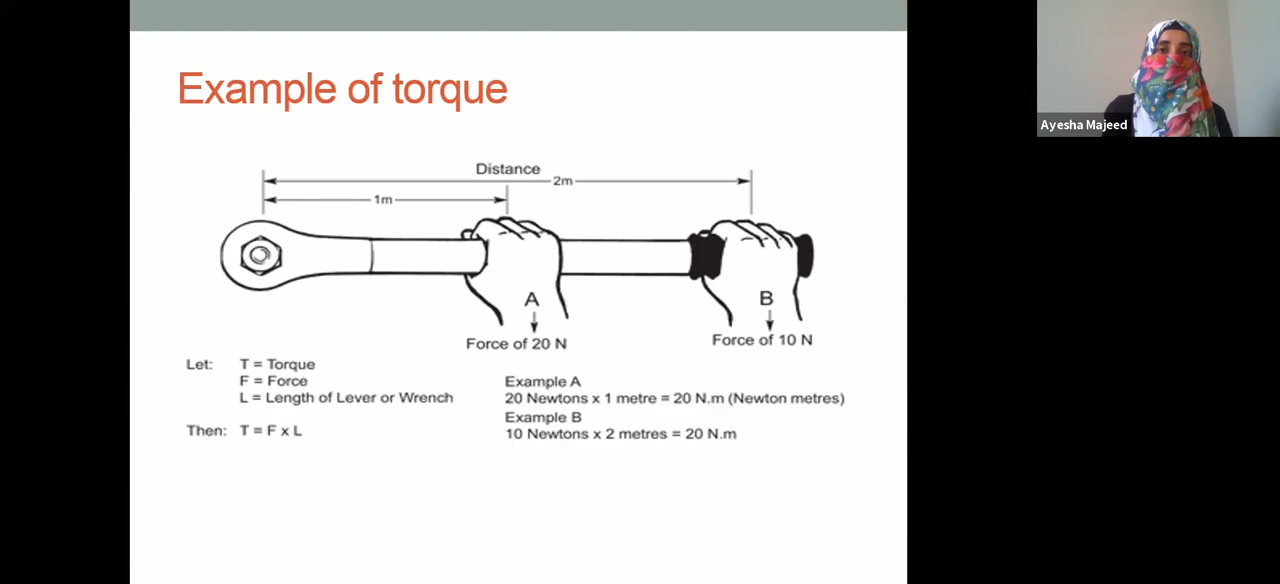 Example of torque
Ayesha Majeed
Distance
2m
1m
A
B
Force of 20 N
Force of 10 N
Let: T = Torque
F = Force
L = Length of Lever or Wrench
Then: T = F x L
Example A
20 Newtons x 1 metre = 20 N.m (Newton metres)
Example B
10 Newtons x 2 metres = 20 N.m